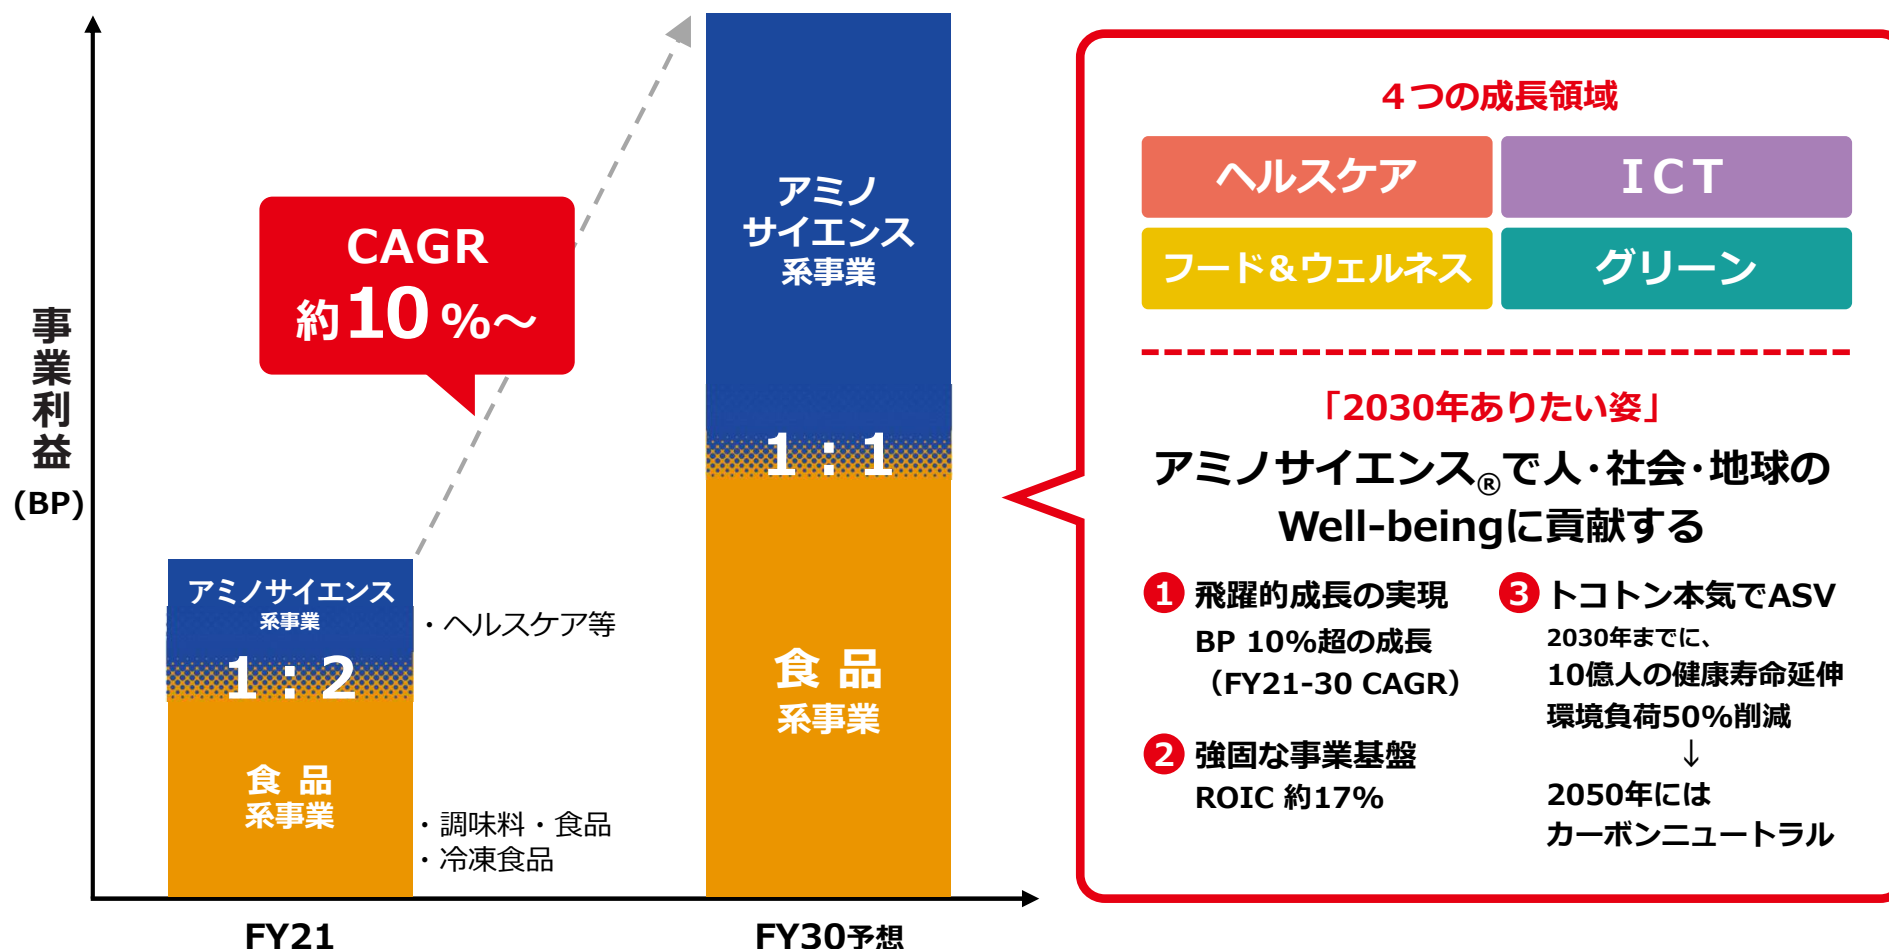 事業利益
(BP)
CAGR
約10%～
アミノサイエンス
系事業
1：2
食品
系事業
・ヘルスケア等
・調味料・食品
・冷凍食品
FY21
アミノ
サイエンス
系事業
1：1
食品
系事業
FY30予想
４つの成長領域
ヘルスケア
ICT
フード＆ウェルネス
グリーン
「2030年ありたい姿」
アミノサイエンス®で人・社会・地球の
Well-beingに貢献する
1 飛躍的成長の実現
BP 10%超の成長
（FY21-30 CAGR）
2 強固な事業基盤
ROIC 約17%
3 トコトン本気でASV
2030年までに、
10億人の健康寿命延伸
環境負荷50%削減
↓
2050年には
カーボンニュートラル